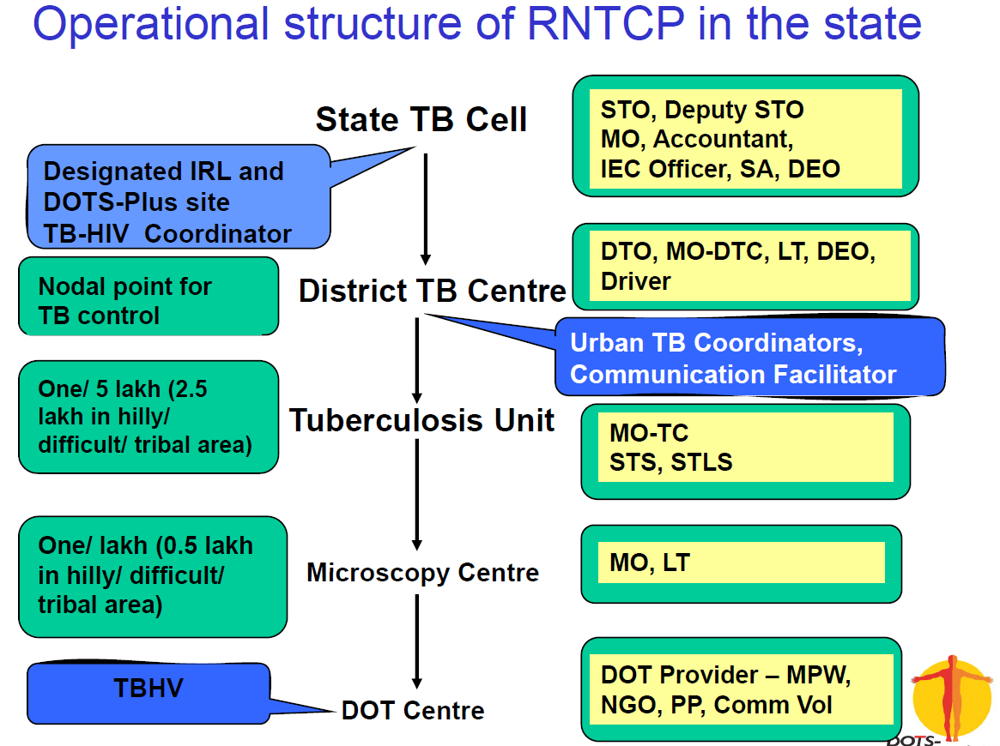 Operational structure of RNTCP in the state
State TB Cell
STO, Deputy STO
MO, Accountant,
IEC Officer, SA, DEO
Designated IRL and
DOTS-Plus site
TB-HIV Coordinator
Nodal point for
TB control
District TB Centre
DTO, MO-DTC, LT, DEO,
Driver
Urban TB Coordinators,
Communication Facilitator
One/ 5 lakh (2.5
lakh in hilly/
difficult/ tribal area)
Tuberculosis Unit
MO-TC
STS, STLS
One/ lakh (0.5 lakh
in hilly/ difficult/
tribal area)
Microscopy Centre
MO, LT
TBHV
DOT Centre
DOT Provider – MPW,
NGO, PP, Comm Vol
DOTS-